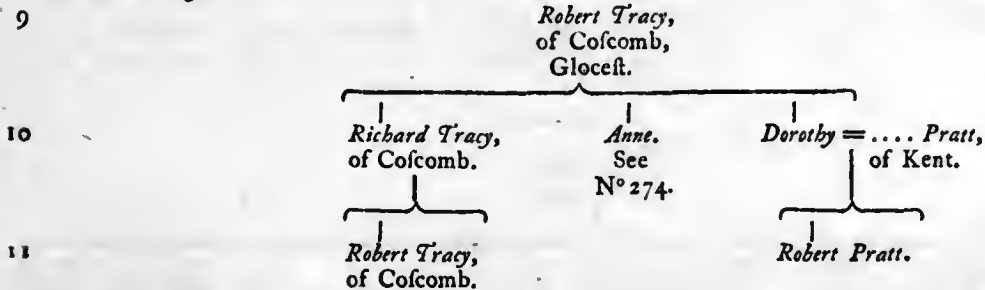 9
Robert Tracy,
of Coſcomb,
Gloceſt.
10
Richard Tracy,
of Coſcomb.
Anne.
See
Nº 274.
Dorothy = .... Pratt,
of Kent.
11
Robert Tracy,
of Coſcomb.
Robert Pratt.